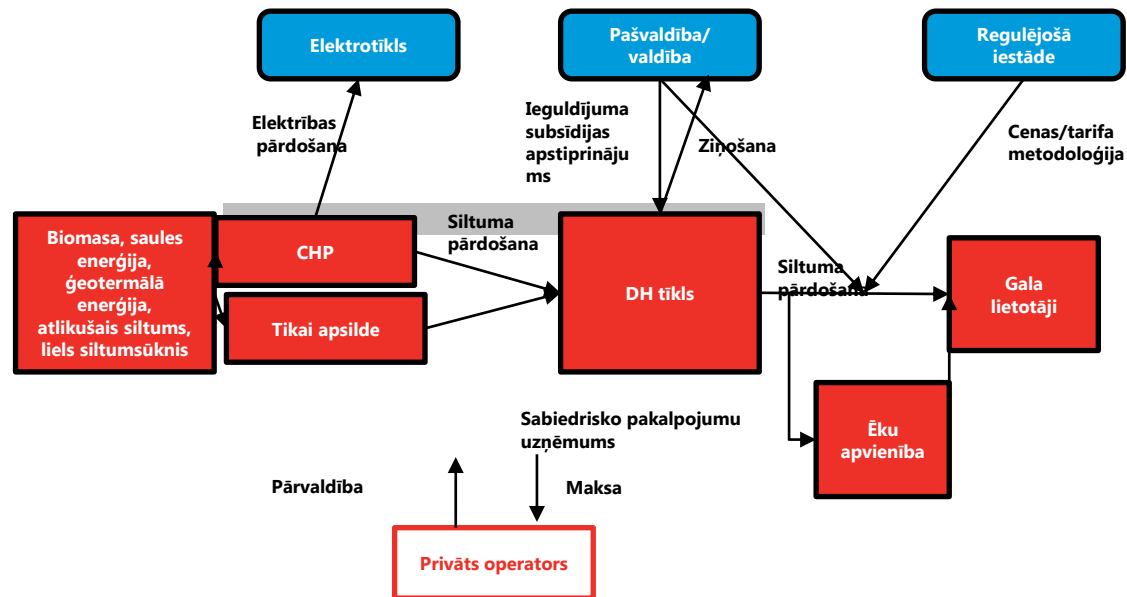 Elektrotīkls
Pašvaldība/
valdība
Regulējošā
iestāde
Elektrības
pārdošana
Ieguldījuma
subsīdijas
apstiprināju
ms
Ziņošana
Cenas/tarifa
metodoloģija
Biomasa, saules
enerģija,
ģeotermālā
enerģija,
atlikušais siltums,
liels siltumsūknis
CHP
Tikai apsilde
Siltuma
pārdošana
DH tīkls
Siltuma
pārdošana
Gala
lietotāji
Ēku
apvienība
Sabiedrisko pakalpojumu
uzņēmums
Pārvaldība
Maksa
Privāts operators